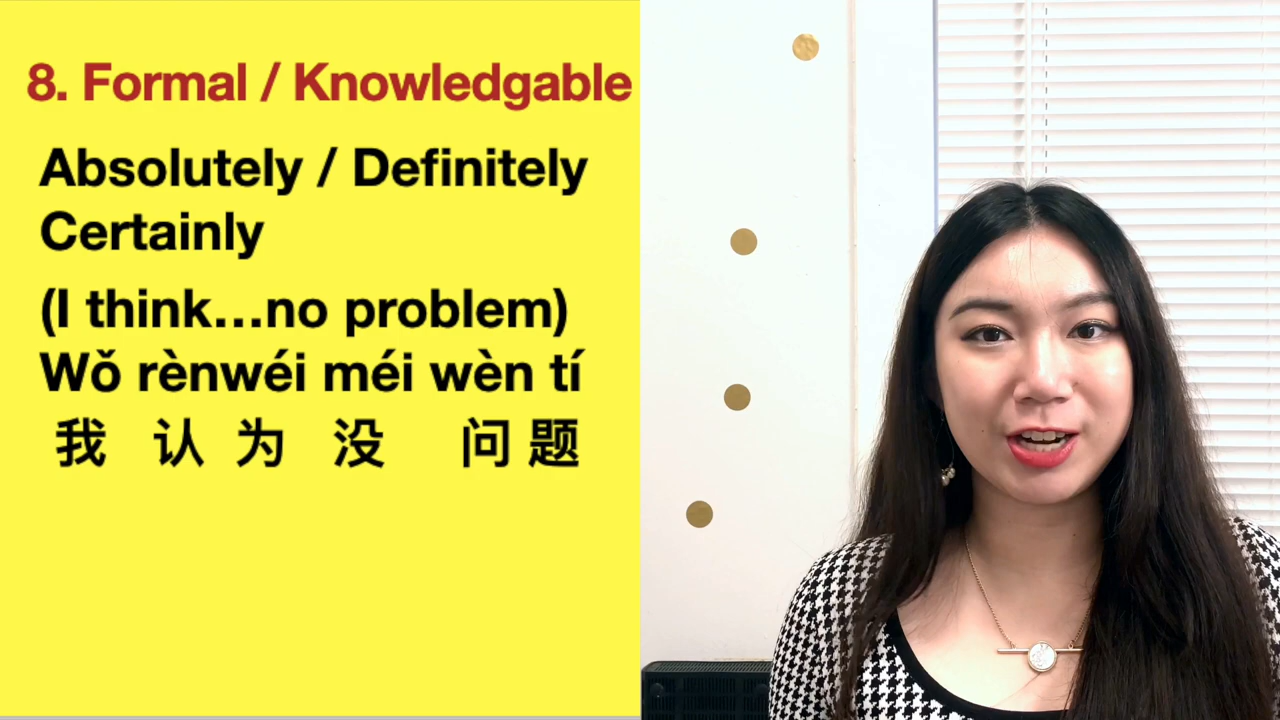 8. Formal / Knowledgable
Absolutely / Definitely
Certainly
(I think...no problem)
Wǒ rènwéi méi wèn tí
我 认 为 没 问 题